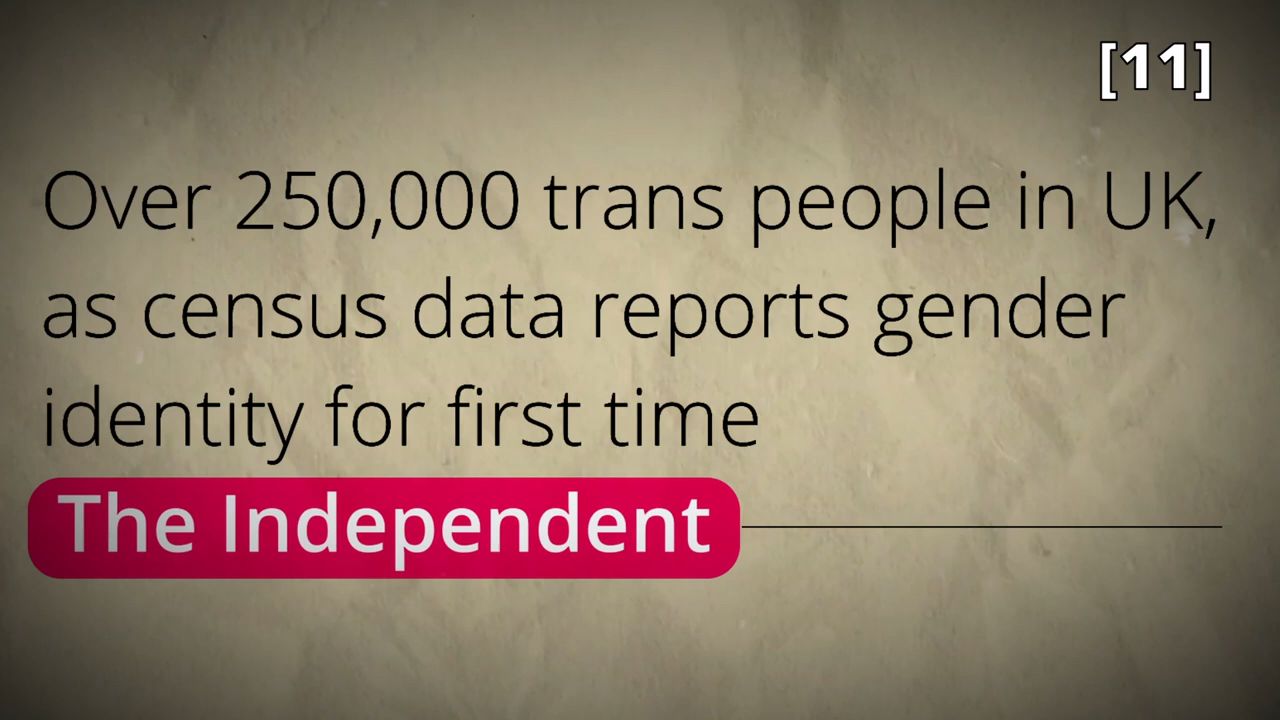 [11]
Over 250,000 trans people in UK,
as census data reports gender
identity for first time
The Independent